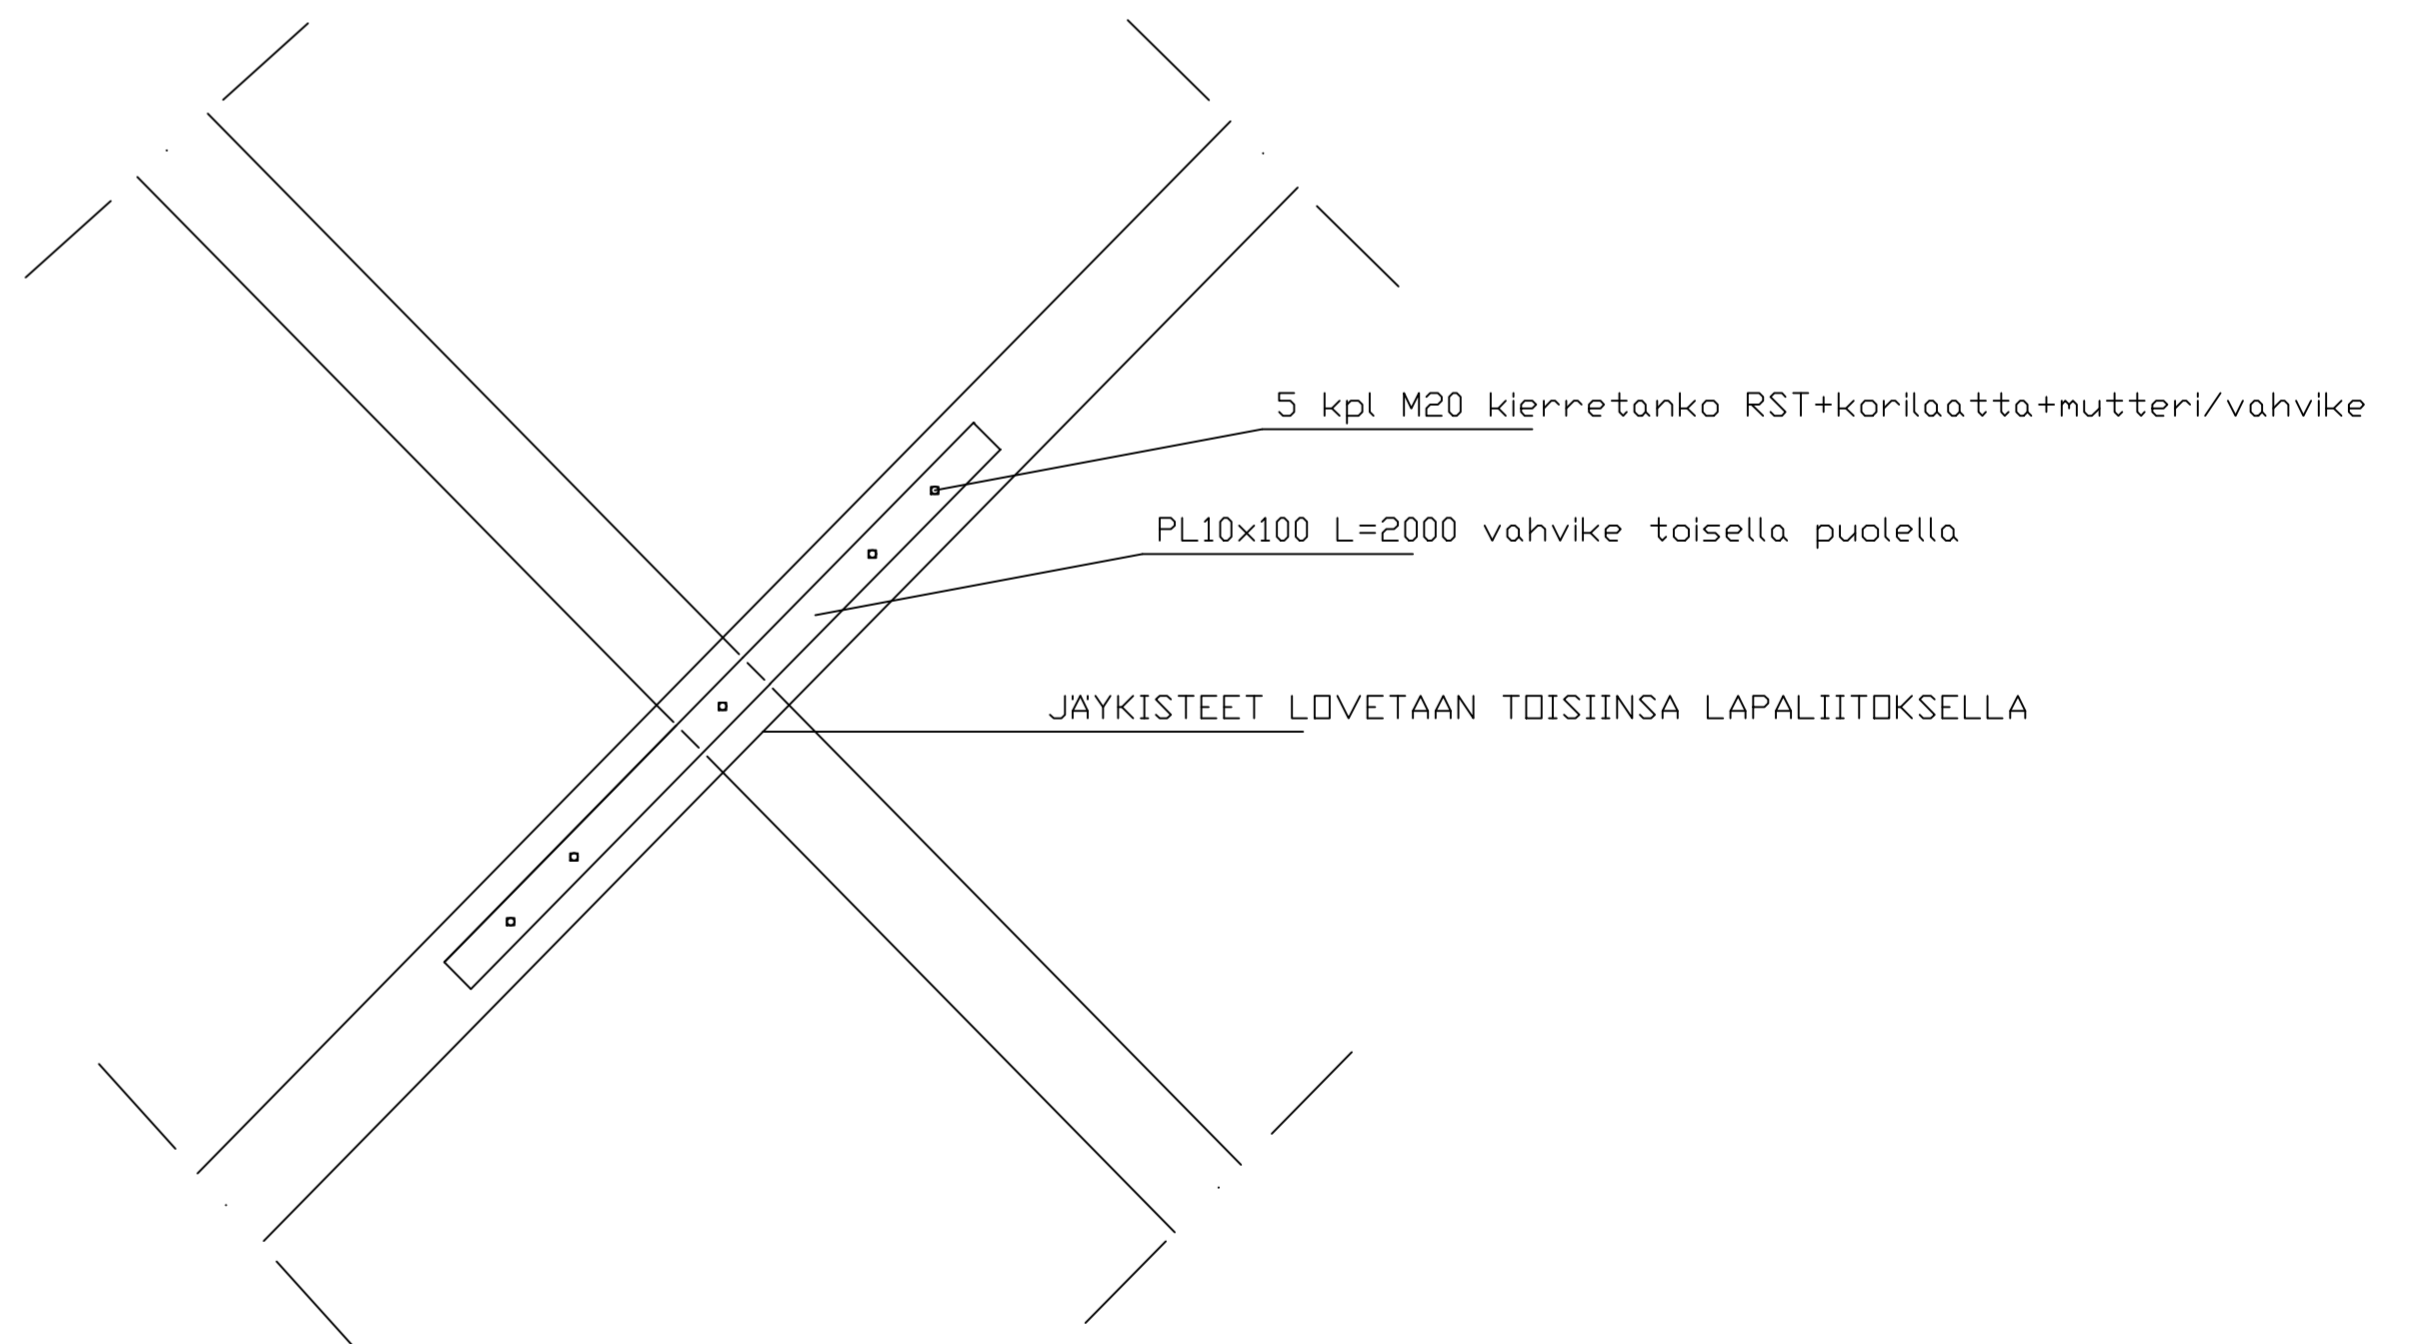 5 kpl M20 kierretanko RST+korilaatta+mutteri/vahvike
PL10x100 L=2000 vahvike toisella puolella
JÄYKISTEET LOVETAAN TOISIINSA LAPALIITOKSELLA